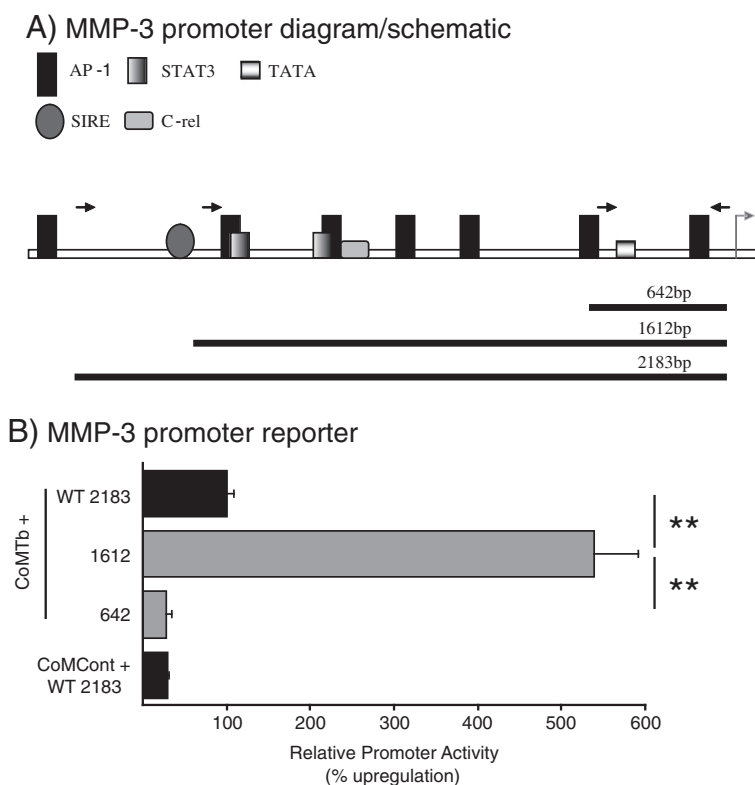 A) MMP-3 promoter diagram/schematic
AP -1
STAT3
TATA
SIRE
C-rel
642bp
1612bp
2183bp
B) MMP-3 promoter reporter
CoMTb +
WT 2183
1612
642
CoMCont +
WT 2183
**
**
100 200 300 400 500 600
Relative Promoter Activity
(% upregulation)